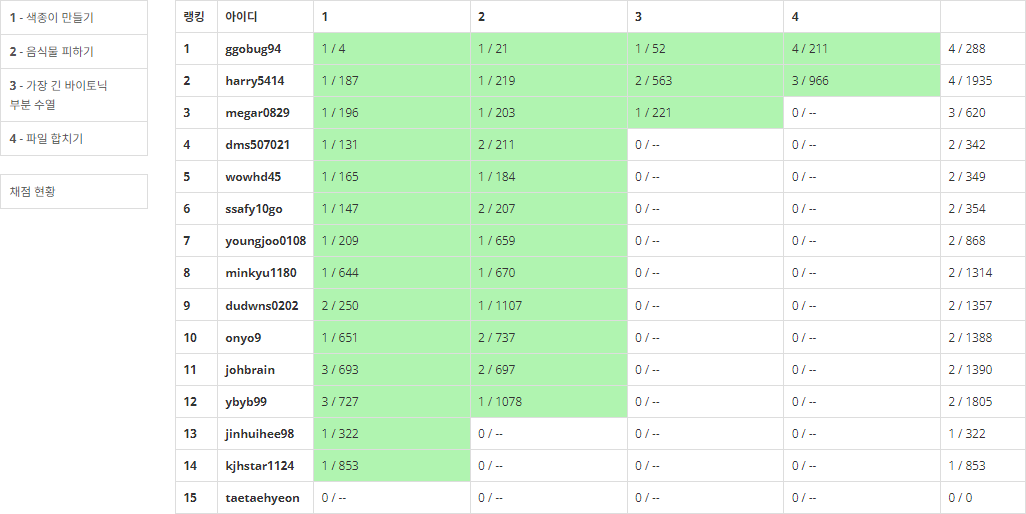 1 - 색종이 만들기
2 - 음식물 피하기
3 - 가장 긴 바이토닉
부분 수열
4 - 파일 합치기
채점 현황
랭킹 아이디 1 2 3 4
1 ggobug94 1 / 4 1 / 21 1 / 52 4 / 211 4 / 288
2 harry5414 1 / 187 1 / 219 2 / 563 3 / 966 4 / 1935
3 megar0829 1 / 196 1 / 203 1 / 221 0 / -- 3 / 620
4 dms507021 1 / 131 2 / 211 0 / -- 0 / -- 2 / 342
5 wowhd45 1 / 165 1 / 184 0 / -- 0 / -- 2 / 349
6 ssafy10go 1 / 147 2 / 207 0 / -- 0 / -- 2 / 354
7 youngjoo0108 1 / 209 1 / 659 0 / -- 0 / -- 2 / 868
8 minkyu1180 1 / 644 1 / 670 0 / -- 0 / -- 2 / 1314
9 dudwns0202 2 / 250 1 / 1107 0 / -- 0 / -- 2 / 1357
10 onyo9 1 / 651 2 / 737 0 / -- 0 / -- 2 / 1388
11 johbrain 3 / 693 2 / 697 0 / -- 0 / -- 2 / 1390
12 ybyb99 3 / 727 1 / 1078 0 / -- 0 / -- 2 / 1805
13 jinhuihee98 1 / 322 0 / -- 0 / -- 0 / -- 1 / 322
14 kjhstar1124 1 / 853 0 / -- 0 / -- 0 / -- 1 / 853
15 taetaehyeon 0 / -- 0 / -- 0 / -- 0 / -- 0 / 0